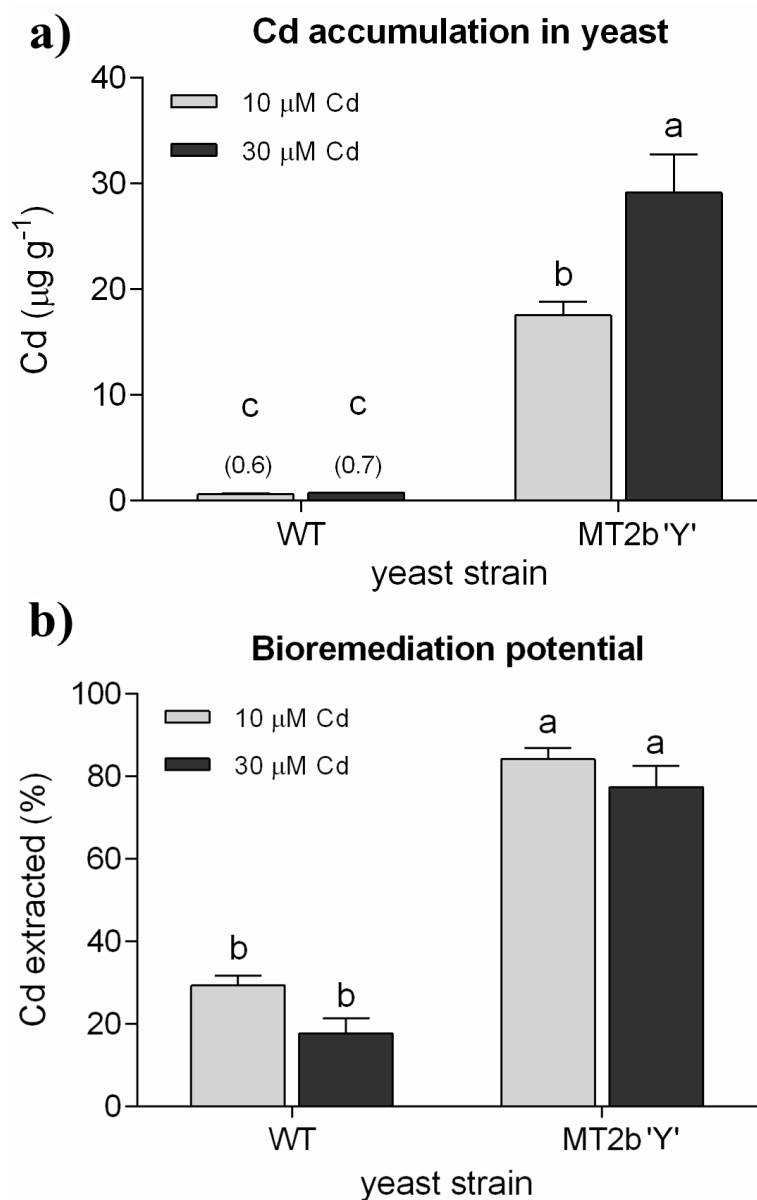 a)
Cd accumulation in yeast
10 μM Cd
30 μM Cd
Cd (μg g⁻¹)
40
30
20
10
0
c
c
(0.6)
(0.7)
b
a
WT
MT2b'Y'
yeast strain
b)
Bioremediation potential
10 μM Cd
30 μM Cd
Cd extracted (%)
100
80
60
40
20
0
b
b
a
a
WT
MT2b'Y'
yeast strain